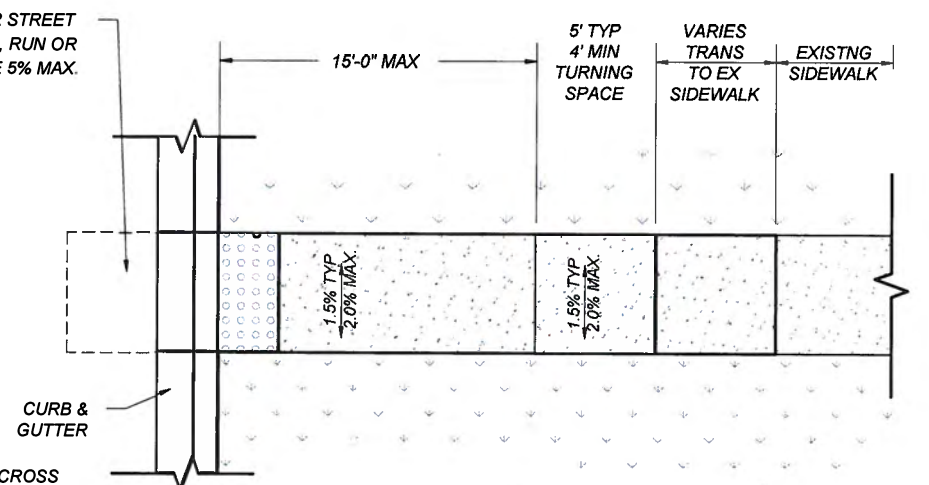 STREET
, RUN OR
5% MAX.
15'-0" MAX
5' TYP
4' MIN
TURNING
SPACE
VARIES
TRANS
TO EX
SIDEWALK
EXISTNG
SIDEWALK
1.5% TYP
2.0% MAX.
1.5% TYP
2.0% MAX.
CURB &
GUTTER
CROSS